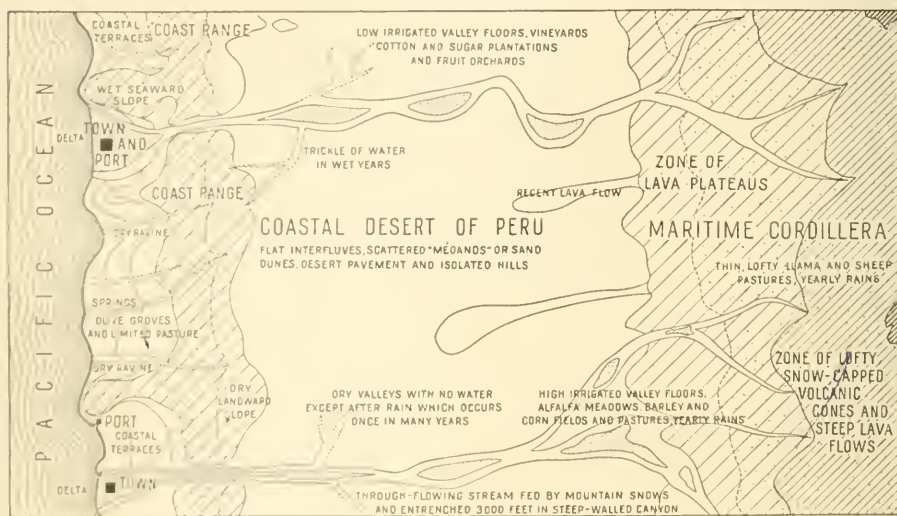 PACIFIC OCEAN
COASTAL
TERRACES
COAST RANGE
LOW IRRIGATED VALLEY FLOORS, VINEYARDS
COTTON AND SUGAR PLANTATIONS
AND FRUIT ORCHARDS
WET SEAWARD
SLOPE
DELTA
TOWN
AND
PORT
TRICKLE OF WATER
IN WET YEARS
ZONE OF
LAVA PLATEAUS
RECENT LAVA FLOW
COAST RANGE
COASTAL DESERT OF PERU
FLAT INTERFLUVES, SCATTERED "MÉDANOS" OR SAND
DUNES, DESERT PAVEMENT AND ISOLATED HILLS
MARITIME CORDILLERA
THIN, LOFTY LLAMA AND SHEEP
PASTURES, YEARLY RAINS
DRY RAVINE
SPRINGS
OLIVE GROVES
AND LIMITED PASTURE
DRY RAVINE
DRY
LANDWARD
SLOPE
DRY VALLEYS WITH NO WATER
EXCEPT AFTER RAIN WHICH OCCURS
ONCE IN MANY YEARS
HIGH IRRIGATED VALLEY FLOORS,
ALFALFA MEADOWS, BARLEY AND
CORN FIELDS AND PASTURES, YEARLY RAINS
ZONE OF LOFTY
SNOW-CAPPED
VOLCANIC
CONES AND
STEEP LAVA
FLOWS
PORT
COASTAL
TERRACES
DELTA
TOWN
THROUGH-FLOWING STREAM FED BY MOUNTAIN SNOWS
AND ENTRENCHED 3000 FEET IN STEEP-WALLED CANYON